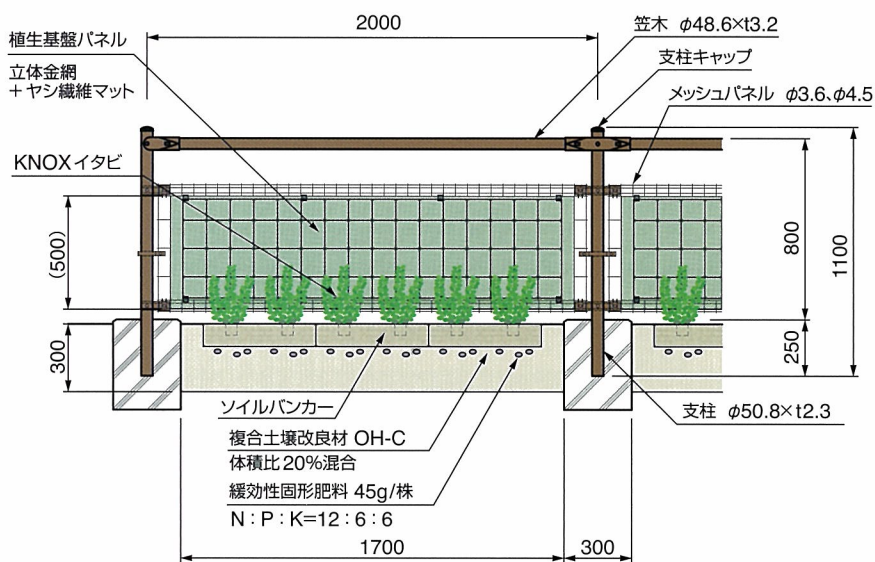 2000
植生基盤パネル
立体金網
＋ヤシ繊維マット
KNOXイタビ
笠木 φ48.6×t3.2
支柱キャップ
メッシュパネル φ3.6、φ4.5
(500)
300
800
1100
250
ソイルバンカー
複合土壌改良材 OH-C
体積比20%混合
緩効性固形肥料 45g/株
N：P：K=12：6：6
支柱 φ50.8×t2.3
1700
300